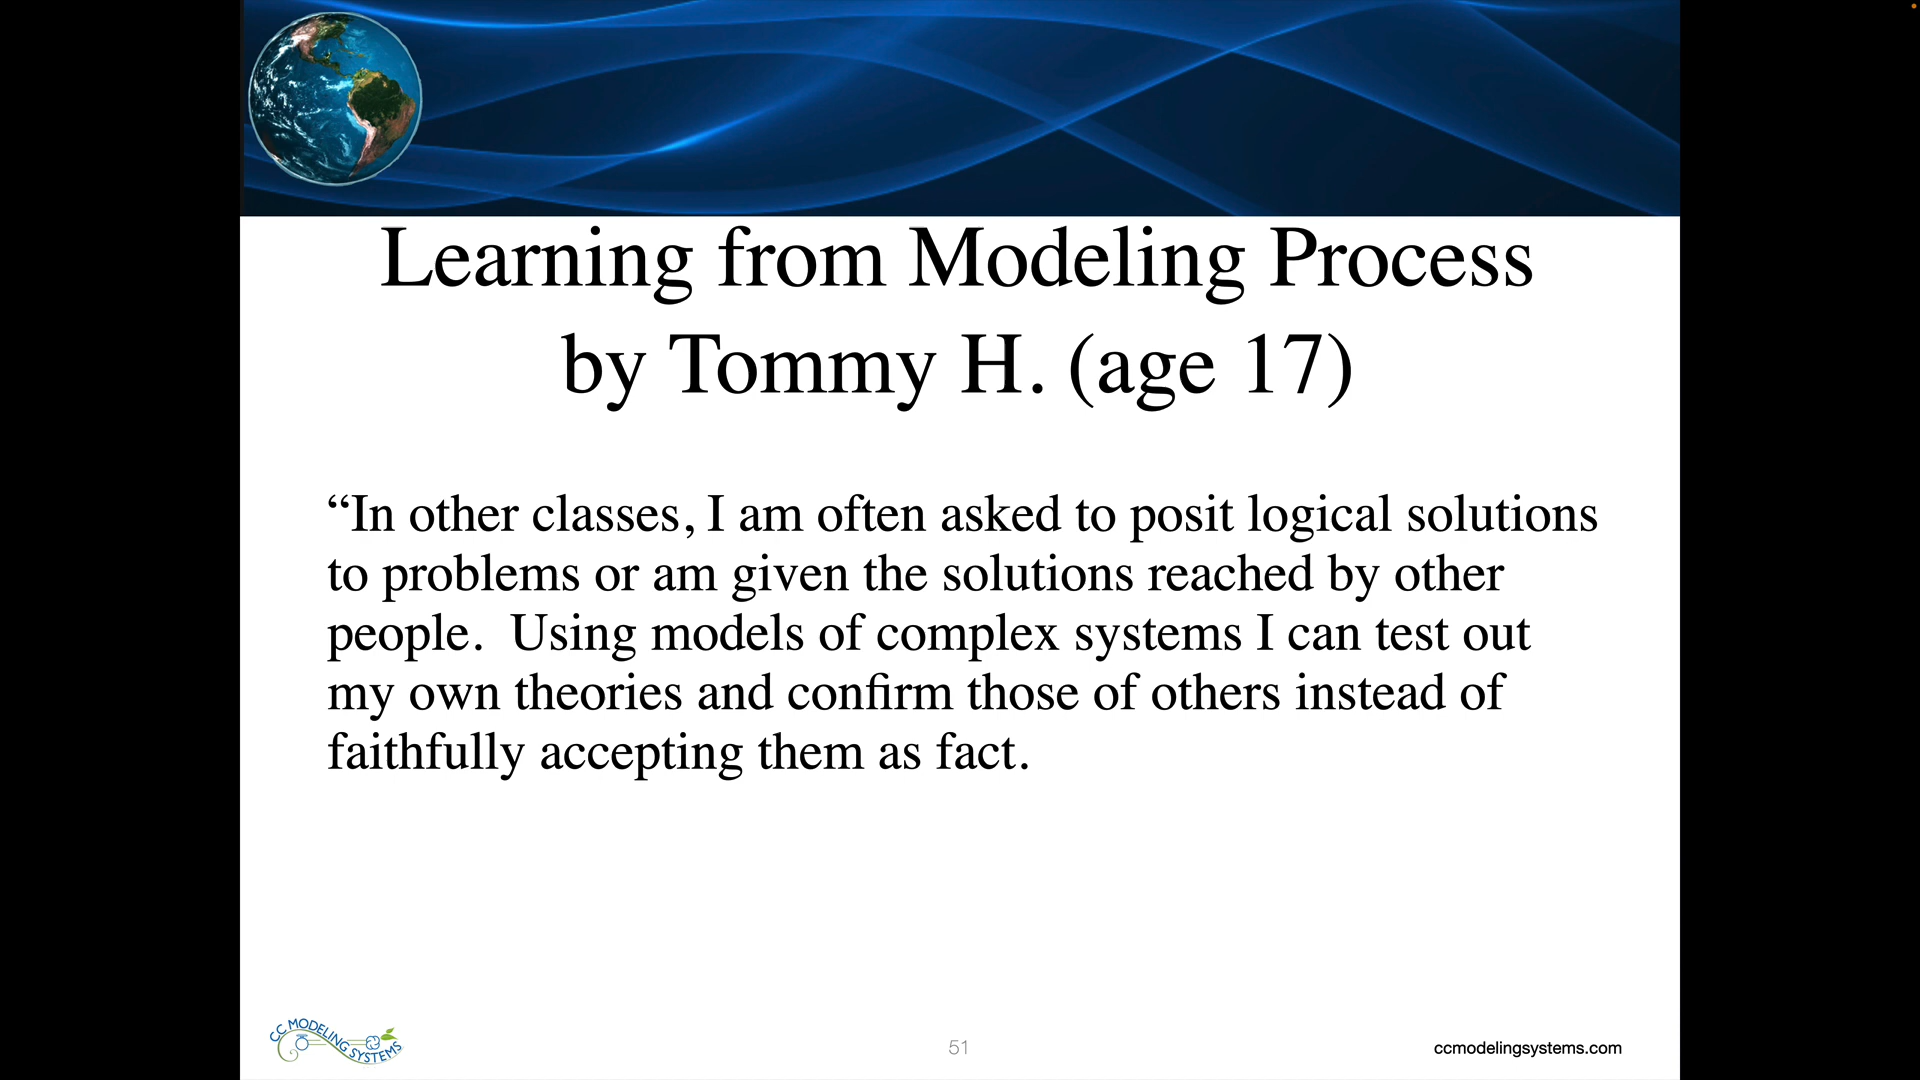 Learning from Modeling Process
by Tommy H. (age 17)
“In other classes, I am often asked to posit logical solutions
to problems or am given the solutions reached by other
people.  Using models of complex systems I can test out
my own theories and confirm those of others instead of
faithfully accepting them as fact.
CC MODELING SYSTEMS
51
ccmodelingsystems.com